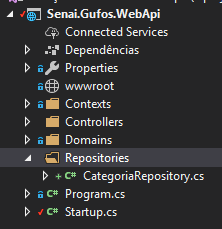 Senai.Gufos.WebApi
Connected Services
Dependências
Properties
wwwroot
Contexts
Controllers
Domains
Repositories
C# CategoriaRepository.cs
C# Program.cs
C# Startup.cs